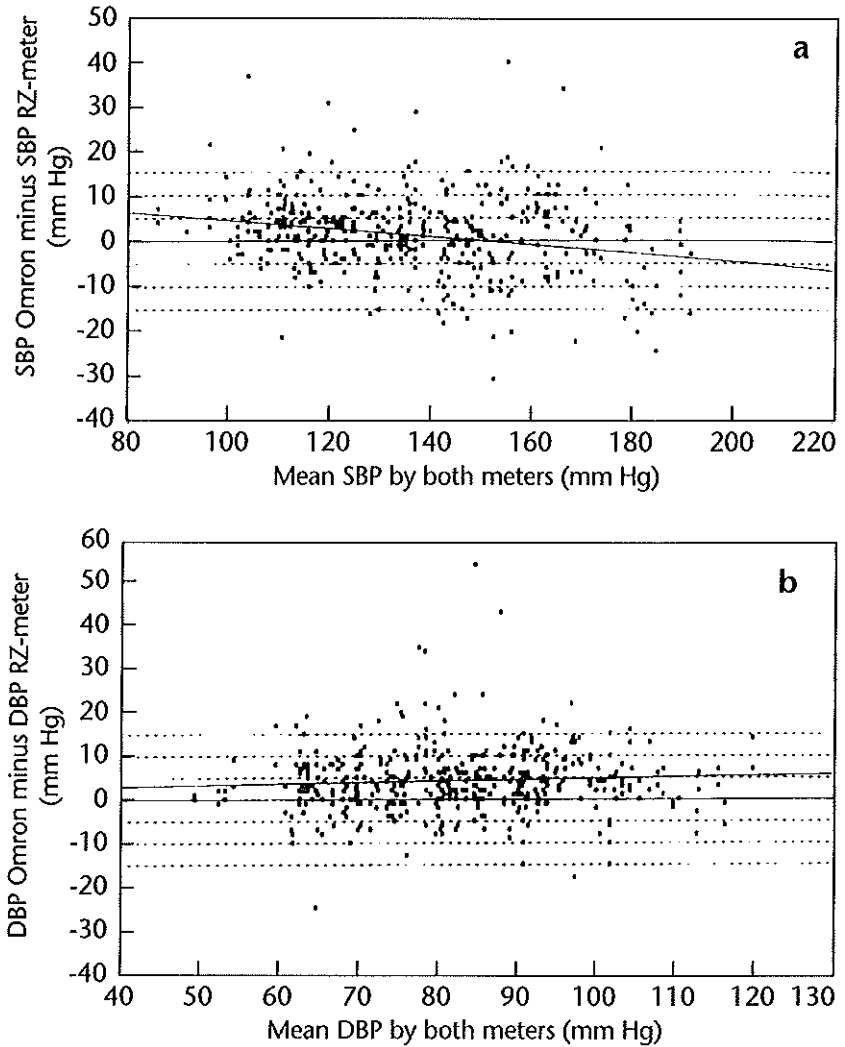 50
40
30
20
10
0
-10
-20
-30
-40
SBP Omron minus SBP RZ-meter
(mm Hg)
a
80 100 120 140 160 180 200 220
Mean SBP by both meters (mm Hg)
60
50
40
30
20
10
0
-10
-20
-30
-40
DBP Omron minus DBP RZ-meter
(mm Hg)
b
40 50 60 70 80 90 100 110 120 130
Mean DBP by both meters (mm Hg)